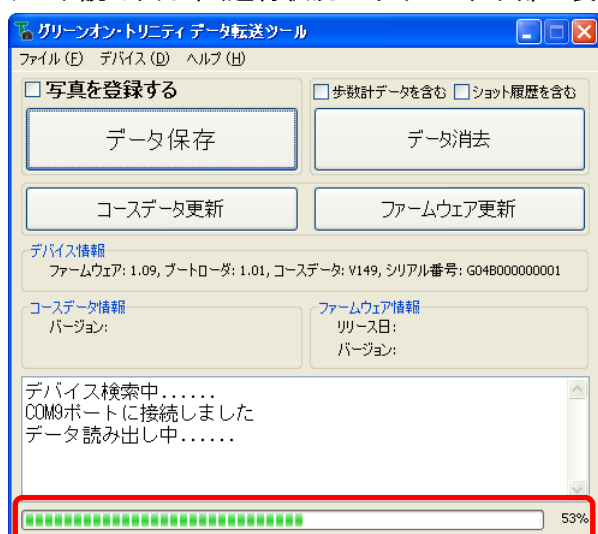 グリーンオン・トリニティ データ転送ツール
ファイル(F) デバイス(D) ヘルプ(H)
写真を登録する
歩数計データを含む ショット履歴を含む
データ保存
データ消去
コースデータ更新
ファームウェア更新
デバイス情報
ファームウェア: 1.09, ブートローダ: 1.01, コースデータ: V149, シリアル番号: G04B000000001
コースデータ情報
バージョン:
ファームウェア情報
リリース日:
バージョン:
デバイス検索中......
COM9ポートに接続しました
データ読み出し中......
53%